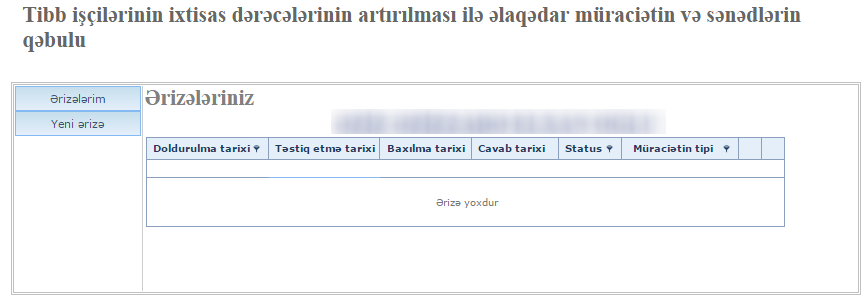 Tibb işçilərinin ixtisas dərəcələrinin artırılması ilə əlaqədar müraciətin və sənədlərin
qəbulu
Ərizələrim
Yeni ərizə
Ərizələriniz
Doldurulma tarixi Təstiq etmə tarixi Baxılma tarixi Cavab tarixi Status Müraciətin tipi
Ərizə yoxdur